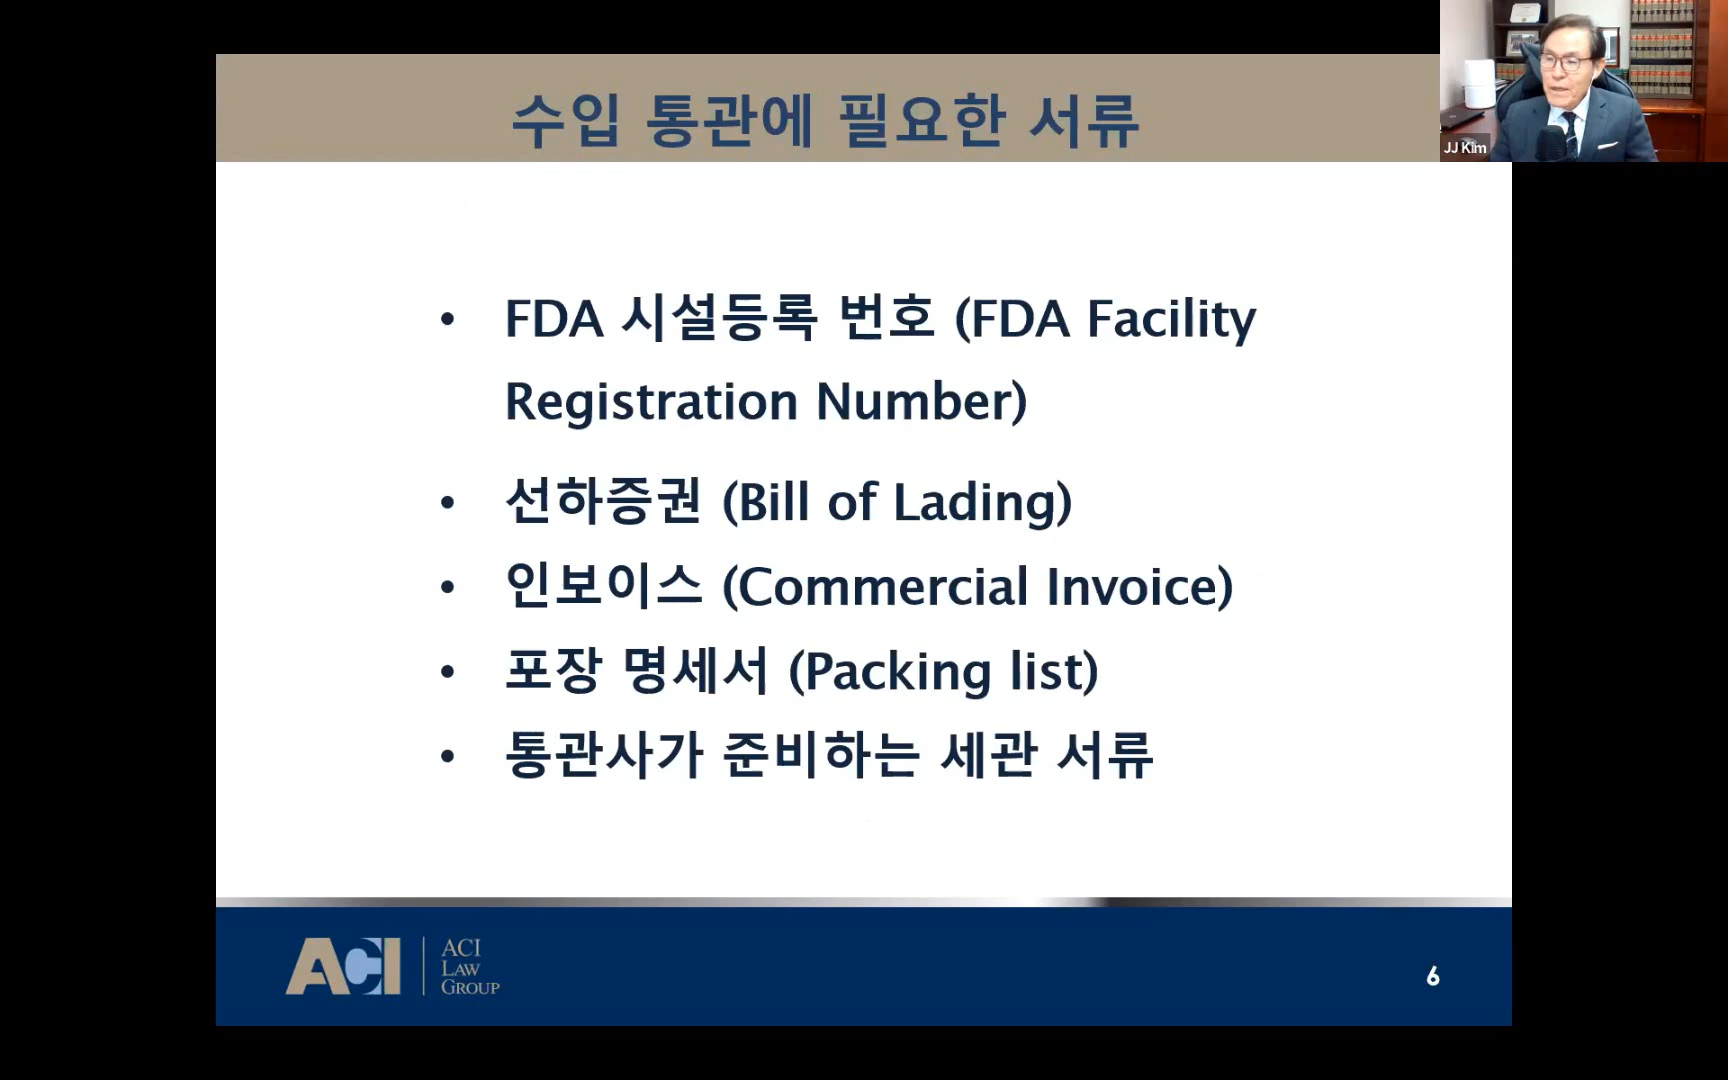 수입 통관에 필요한 서류
JJ Kim
• FDA 시설등록 번호 (FDA Facility
Registration Number)
• 선하증권 (Bill of Lading)
• 인보이스 (Commercial Invoice)
• 포장 명세서 (Packing list)
• 통관사가 준비하는 세관 서류
ACI
ACI
LAW
GROUP
6